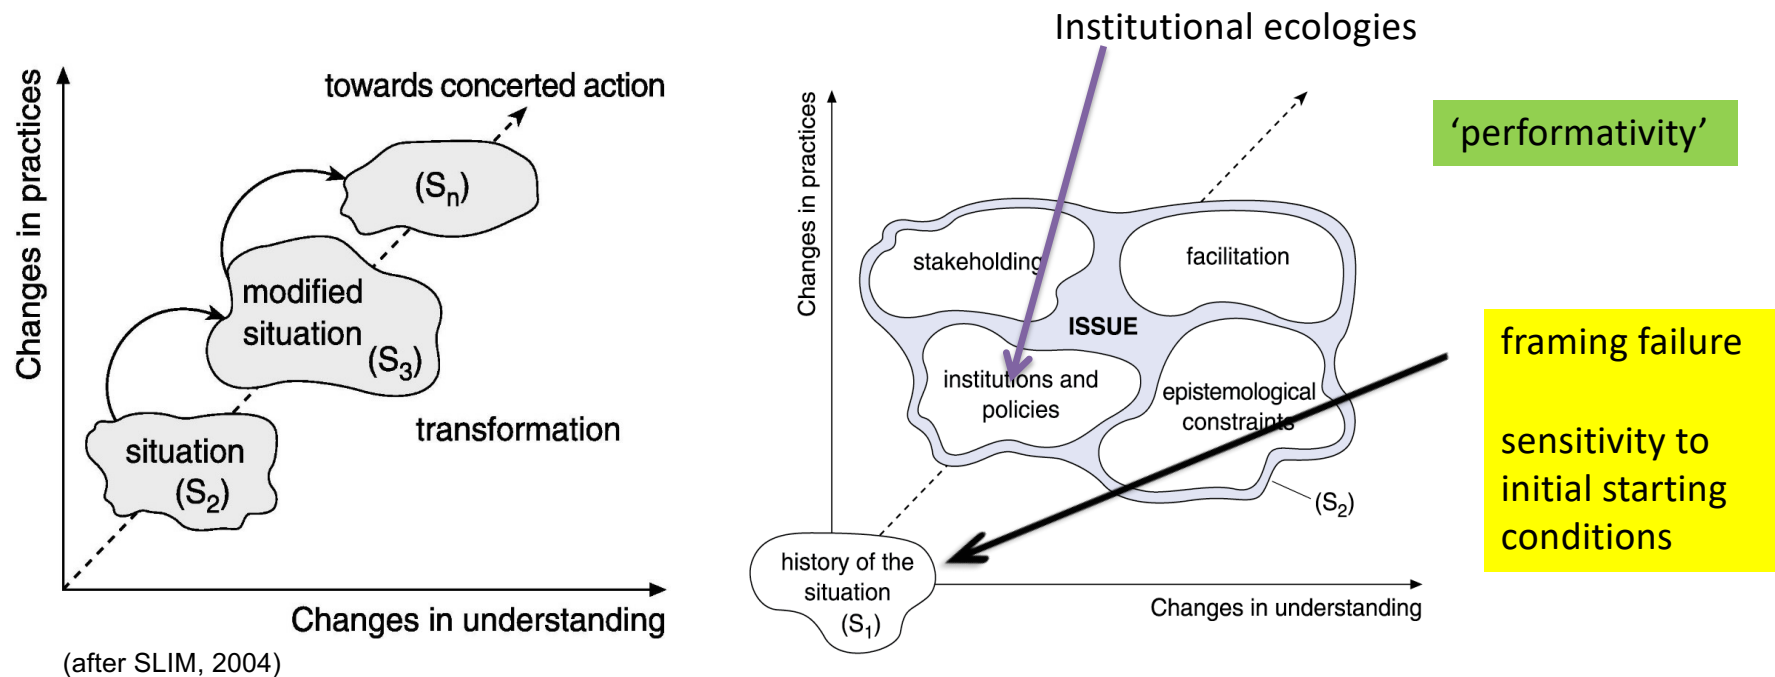 Changes in practices
towards concerted action
(Sn)
modified
situation
(S3)
transformation
situation
(S2)
Changes in understanding
(after SLIM, 2004)
Institutional ecologies
Changes in practices
stakeholding
facilitation
ISSUE
institutions and
policies
epistemological
constraints
(S2)
history of the
situation
(S1)
Changes in understanding
‘performativity’
framing failure
sensitivity to
initial starting
conditions